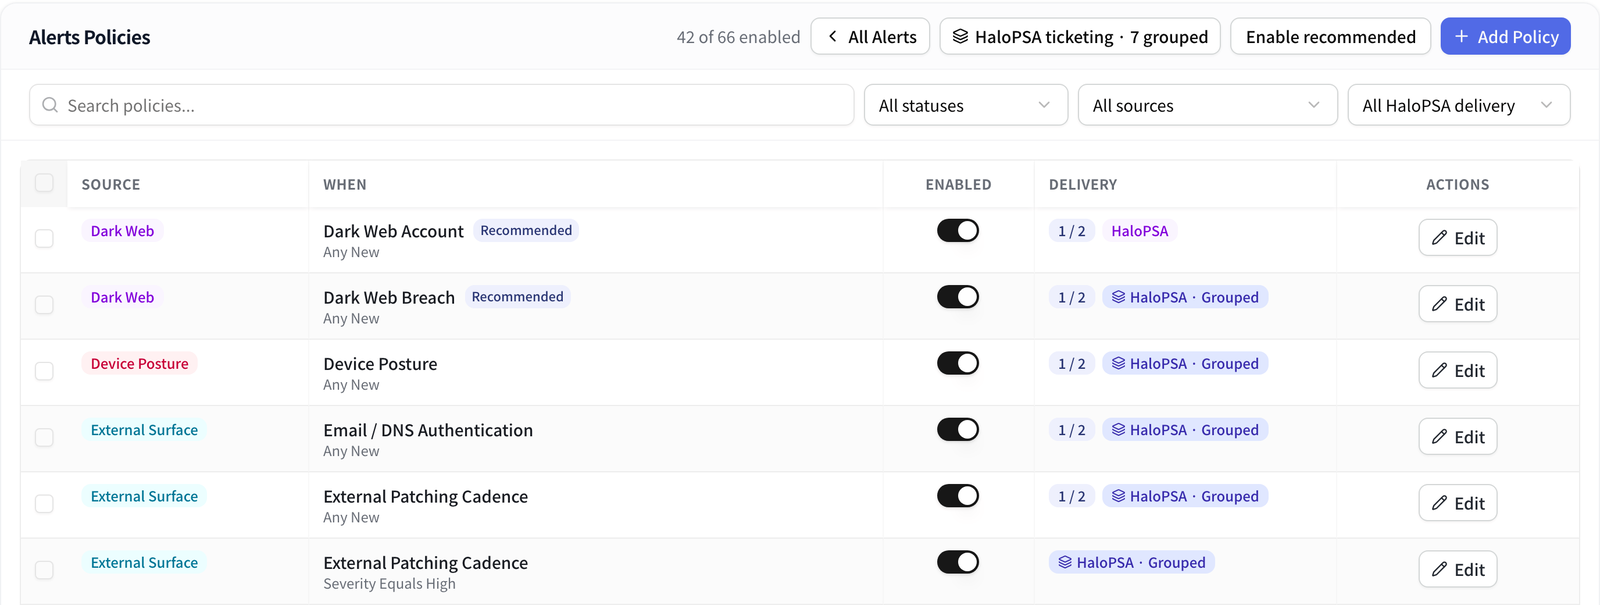 Alerts Policies
42 of 66 enabled
All Alerts
HaloPSA ticketing · 7 grouped
Enable recommended
+ Add Policy
Search policies...
All statuses
All sources
All HaloPSA delivery
SOURCE WHEN ENABLED DELIVERY ACTIONS
Dark Web Dark Web Account Recommended 1 / 2 HaloPSA Edit
Any New
Dark Web Dark Web Breach Recommended 1 / 2 HaloPSA · Grouped Edit
Any New
Device Posture Device Posture 1 / 2 HaloPSA · Grouped Edit
Any New
External Surface Email / DNS Authentication 1 / 2 HaloPSA · Grouped Edit
Any New
External Surface External Patching Cadence 1 / 2 HaloPSA · Grouped Edit
Any New
External Surface External Patching Cadence HaloPSA · Grouped Edit
Severity Equals High